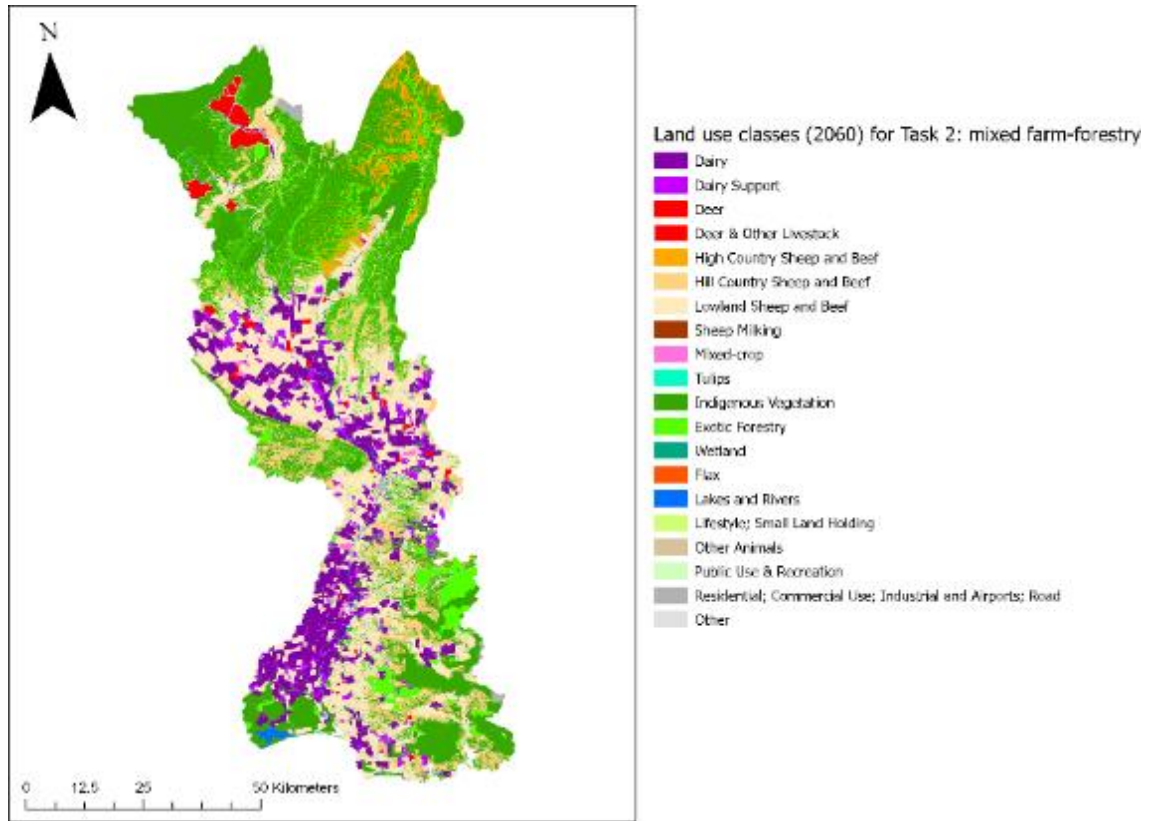 N
0 12.5 25 50 Kilometers
Land use classes (2060) for Task 2: mixed farm-forestry
Dairy
Dairy Support
Deer
Deer & Other Livestock
High Country Sheep and Beef
Hill Country Sheep and Beef
Lowland Sheep and Beef
Sheep Milking
Mixed-crop
Tulips
Indigenous Vegetation
Exotic Forestry
Wetland
Flax
Lakes and Rivers
Lifestyle; Small Land Holding
Other Animals
Public Use & Recreation
Residential; Commercial Use; Industrial and Airports; Road
Other